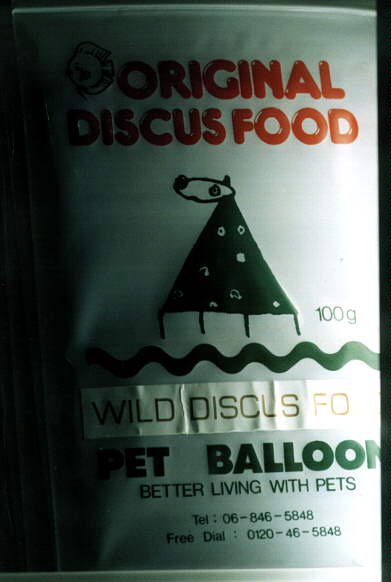 ORIGINAL
DISCUS FOOD
100g
WILD DISCUS FO
PET BALLOON
BETTER LIVING WITH PETS
Tel : 06-846-5848
Free Dial : 0120-46-5848